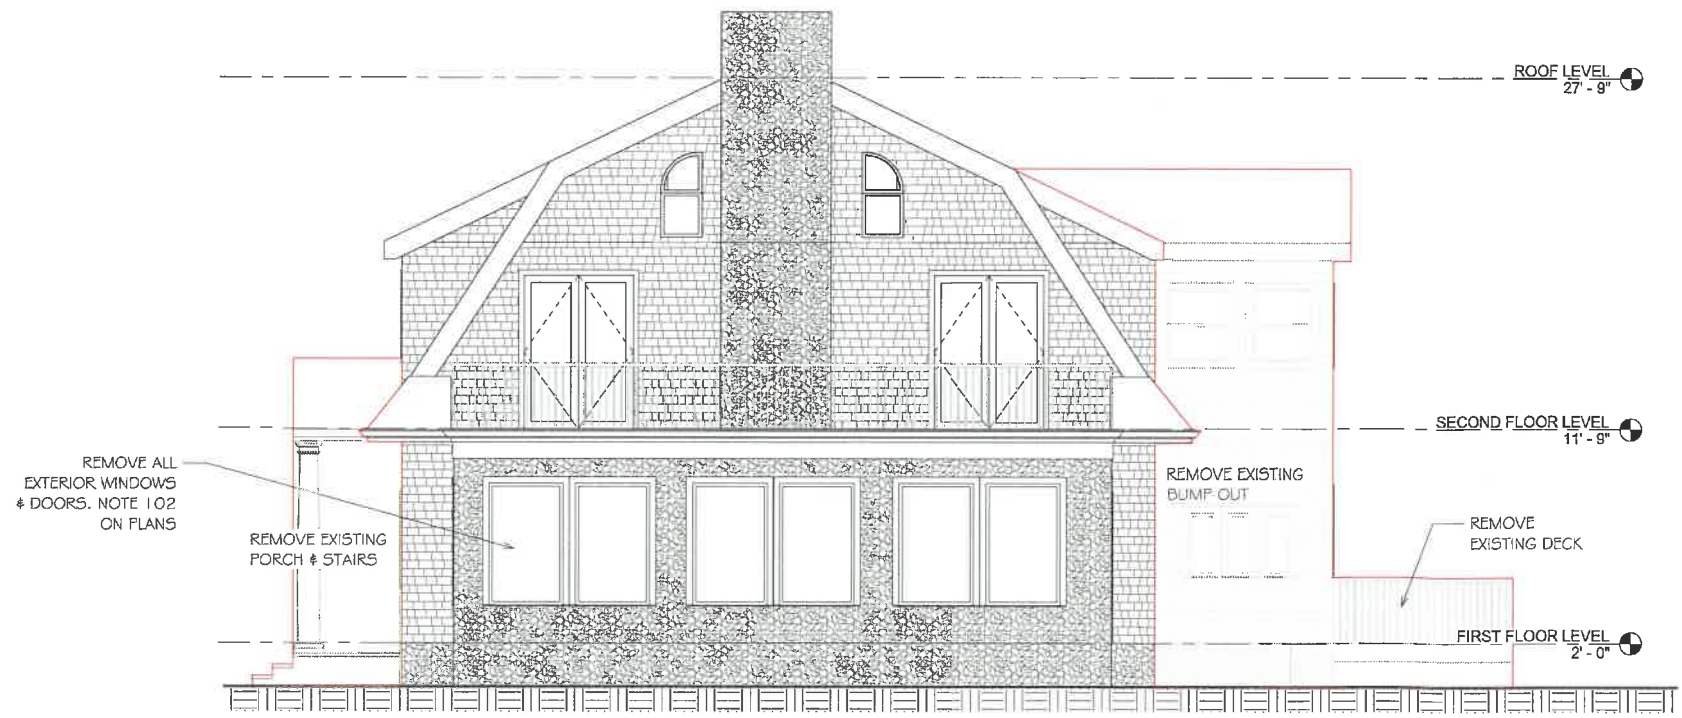 ROOF LEVEL
27' - 9"
SECOND FLOOR LEVEL
11' - 9"
REMOVE ALL
EXTERIOR WINDOWS
& DOORS. NOTE 102
ON PLANS
REMOVE EXISTING
PORCH & STAIRS
REMOVE EXISTING
BUMP OUT
REMOVE
EXISTING DECK
FIRST FLOOR LEVEL
2' - 0"